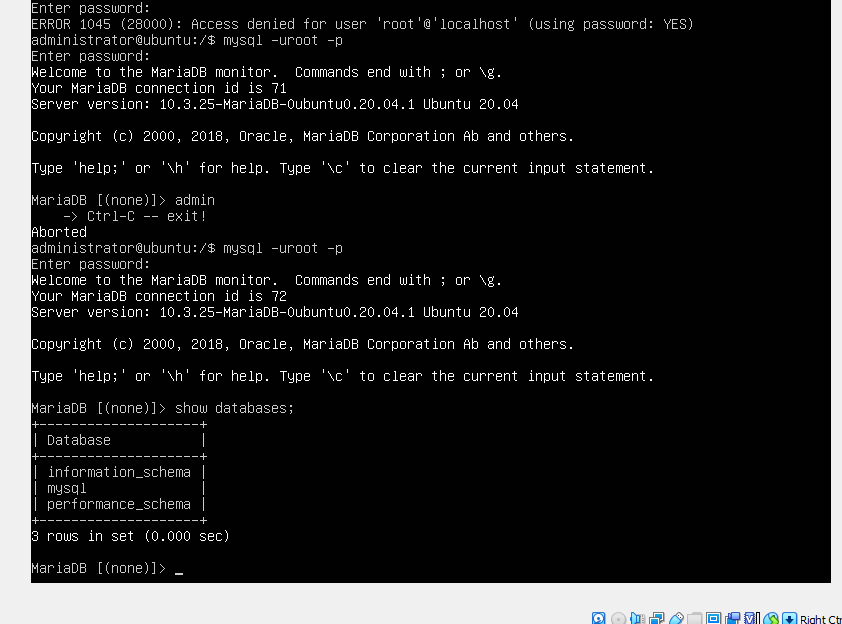 Enter password:
ERROR 1045 (28000): Access denied for user 'root'@'localhost' (using password: YES)
administrator@ubuntu:/$ mysql -uroot -p
Enter password:
Welcome to the MariaDB monitor.  Commands end with ; or \g.
Your MariaDB connection id is 71
Server version: 10.3.25-MariaDB-0ubuntu0.20.04.1 Ubuntu 20.04
Copyright (c) 2000, 2018, Oracle, MariaDB Corporation Ab and others.
Type 'help;' or '\h' for help. Type '\c' to clear the current input statement.
MariaDB [(none)]> admin
    -> Ctrl-C -- exit!
Aborted
administrator@ubuntu:/$ mysql -uroot -p
Enter password:
Welcome to the MariaDB monitor.  Commands end with ; or \g.
Your MariaDB connection id is 72
Server version: 10.3.25-MariaDB-0ubuntu0.20.04.1 Ubuntu 20.04
Copyright (c) 2000, 2018, Oracle, MariaDB Corporation Ab and others.
Type 'help;' or '\h' for help. Type '\c' to clear the current input statement.
MariaDB [(none)]> show databases;
+--------------------+
| Database           |
+--------------------+
| information_schema |
| mysql              |
| performance_schema |
+--------------------+
3 rows in set (0.000 sec)
MariaDB [(none)]> _
Right Ctr